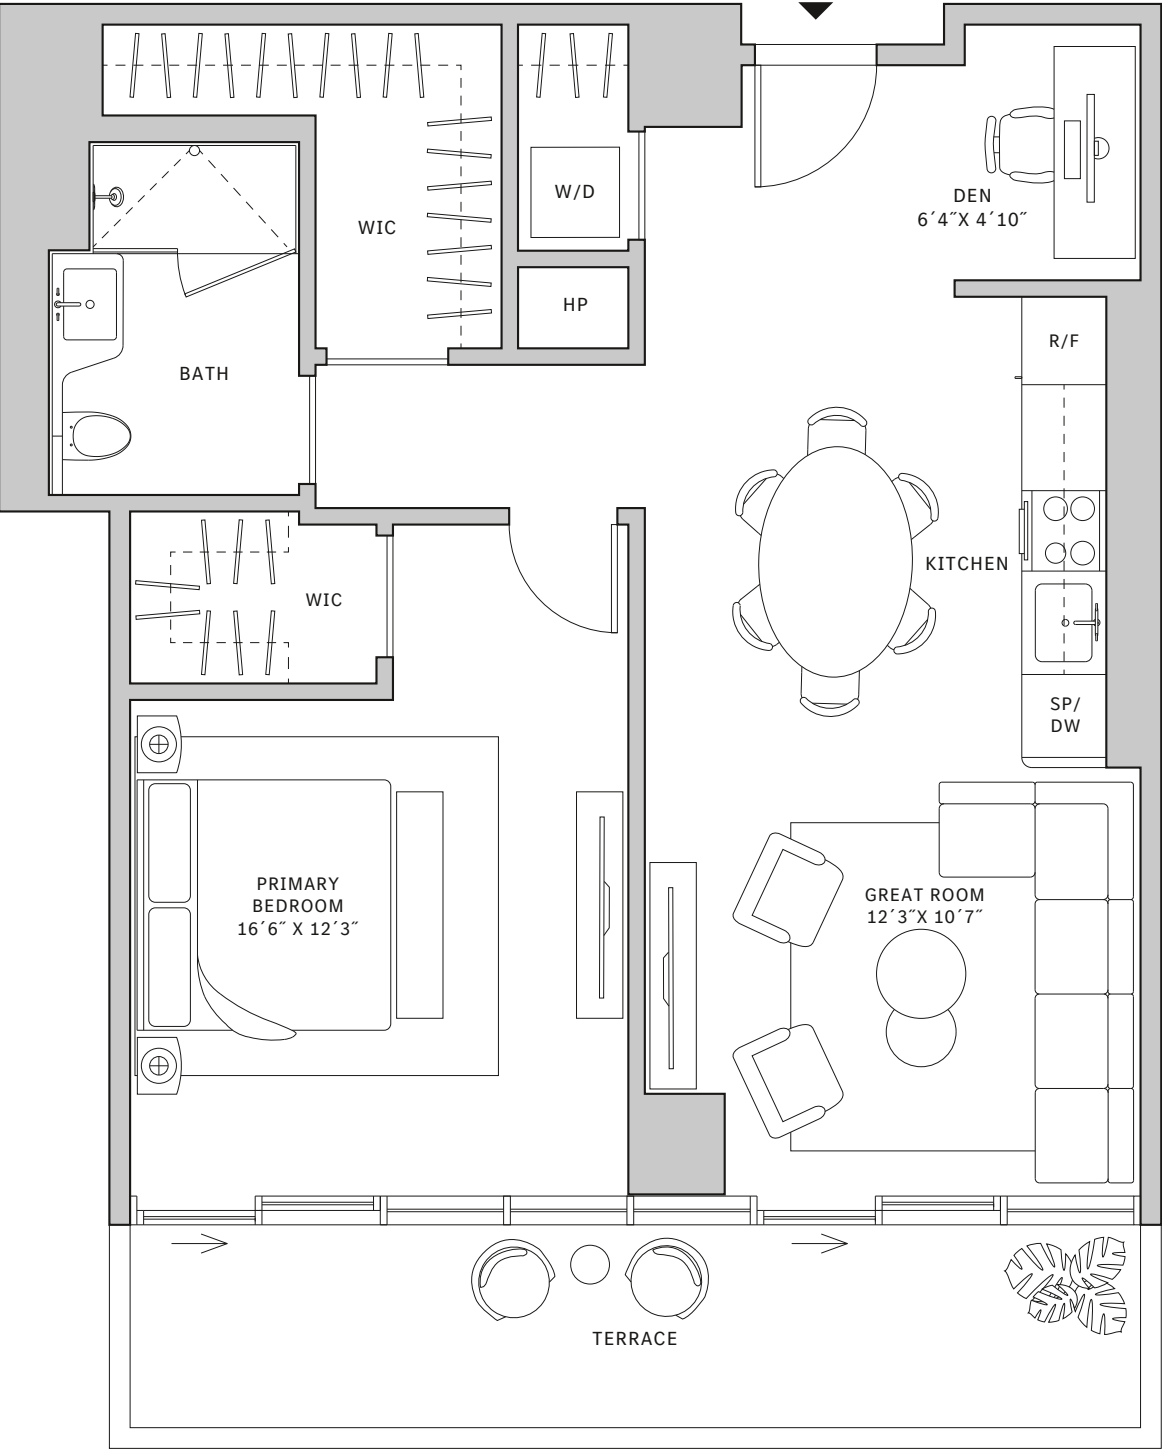 W/D
DEN
6´4˝X 4´10˝
WIC
HP
R/F
BATH
KITCHEN
WIC
SP/
DW
PRIMARY
BEDROOM
16´6˝ X 12´3˝
GREAT ROOM
12´3˝X 10´7˝
TERRACE